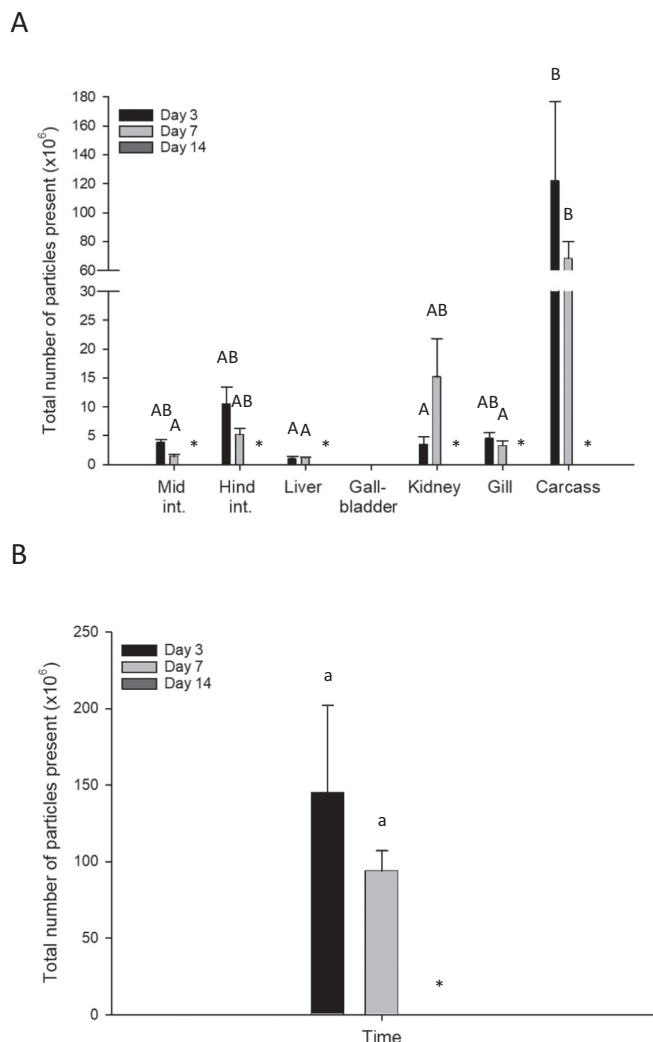 A
Total number of particles present (x10⁶)
180
160
140
120
100
80
60
30
25
20
15
10
5
0
Day 3
Day 7
Day 14
AB
A
*
AB
AB
*
A
A
*
A
AB
*
AB
A
*
B
B
*
Mid int.
Hind int.
Liver
Gall-bladder
Kidney
Gill
Carcass
B
Total number of particles present (x10⁶)
250
200
150
100
50
0
Day 3
Day 7
Day 14
a
a
*
Time